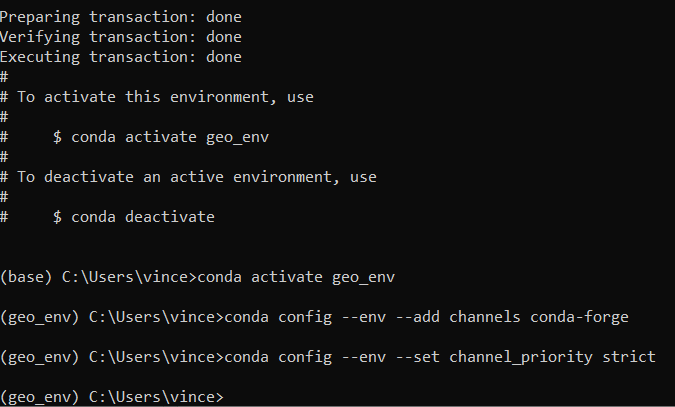 Preparing transaction: done
Verifying transaction: done
Executing transaction: done
#
# To activate this environment, use
#
#     $ conda activate geo_env
#
# To deactivate an active environment, use
#
#     $ conda deactivate
(base) C:\Users\vince>conda activate geo_env
(geo_env) C:\Users\vince>conda config --env --add channels conda-forge
(geo_env) C:\Users\vince>conda config --env --set channel_priority strict
(geo_env) C:\Users\vince>